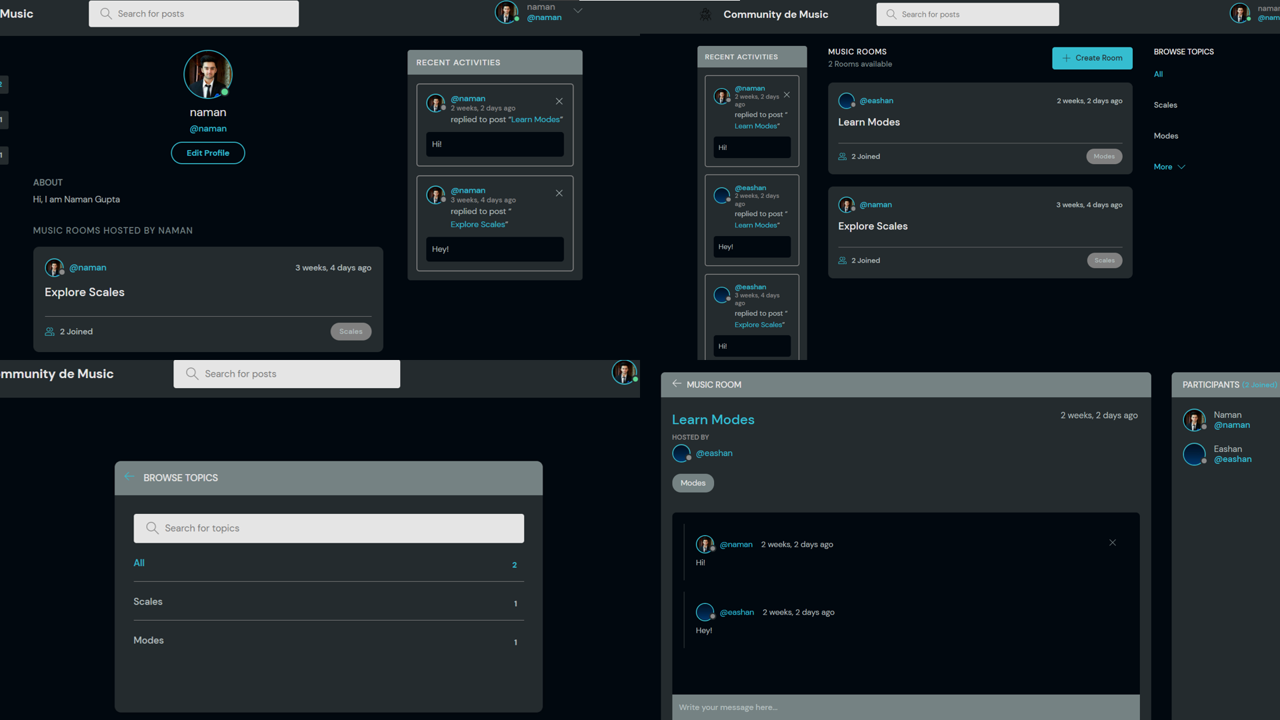 Music
Search for posts
naman
@naman
naman
@naman
Edit Profile
ABOUT
Hi, I am Naman Gupta
MUSIC ROOMS HOSTED BY NAMAN
@naman
3 weeks, 4 days ago
Explore Scales
2 Joined
Scales
RECENT ACTIVITIES
@naman
2 weeks, 2 days ago
replied to post “Learn Modes”
Hi!
@naman
3 weeks, 4 days ago
replied to post “
Explore Scales”
Hey!
Community de Music
Search for posts
naman
@nam
RECENT ACTIVITIES
@naman
2 weeks, 2 days
ago
replied to post “
Learn Modes”
Hi!
@eashan
2 weeks, 2 days
ago
replied to post “
Learn Modes”
Hey!
@eashan
3 weeks, 4 days
ago
replied to post “
Explore Scales”
Hi!
MUSIC ROOMS
2 Rooms available
Create Room
@eashan
2 weeks, 2 days ago
Learn Modes
2 Joined
Modes
@naman
3 weeks, 4 days ago
Explore Scales
2 Joined
Scales
BROWSE TOPICS
All
Scales
Modes
More
mmunity de Music
Search for posts
BROWSE TOPICS
Search for topics
All 2
Scales 1
Modes 1
MUSIC ROOM
Learn Modes
2 weeks, 2 days ago
HOSTED BY
@eashan
Modes
@naman 2 weeks, 2 days ago
Hi!
@eashan 2 weeks, 2 days ago
Hey!
Write your message here...
PARTICIPANTS (2 Joined)
Naman
@naman
Eashan
@eashan